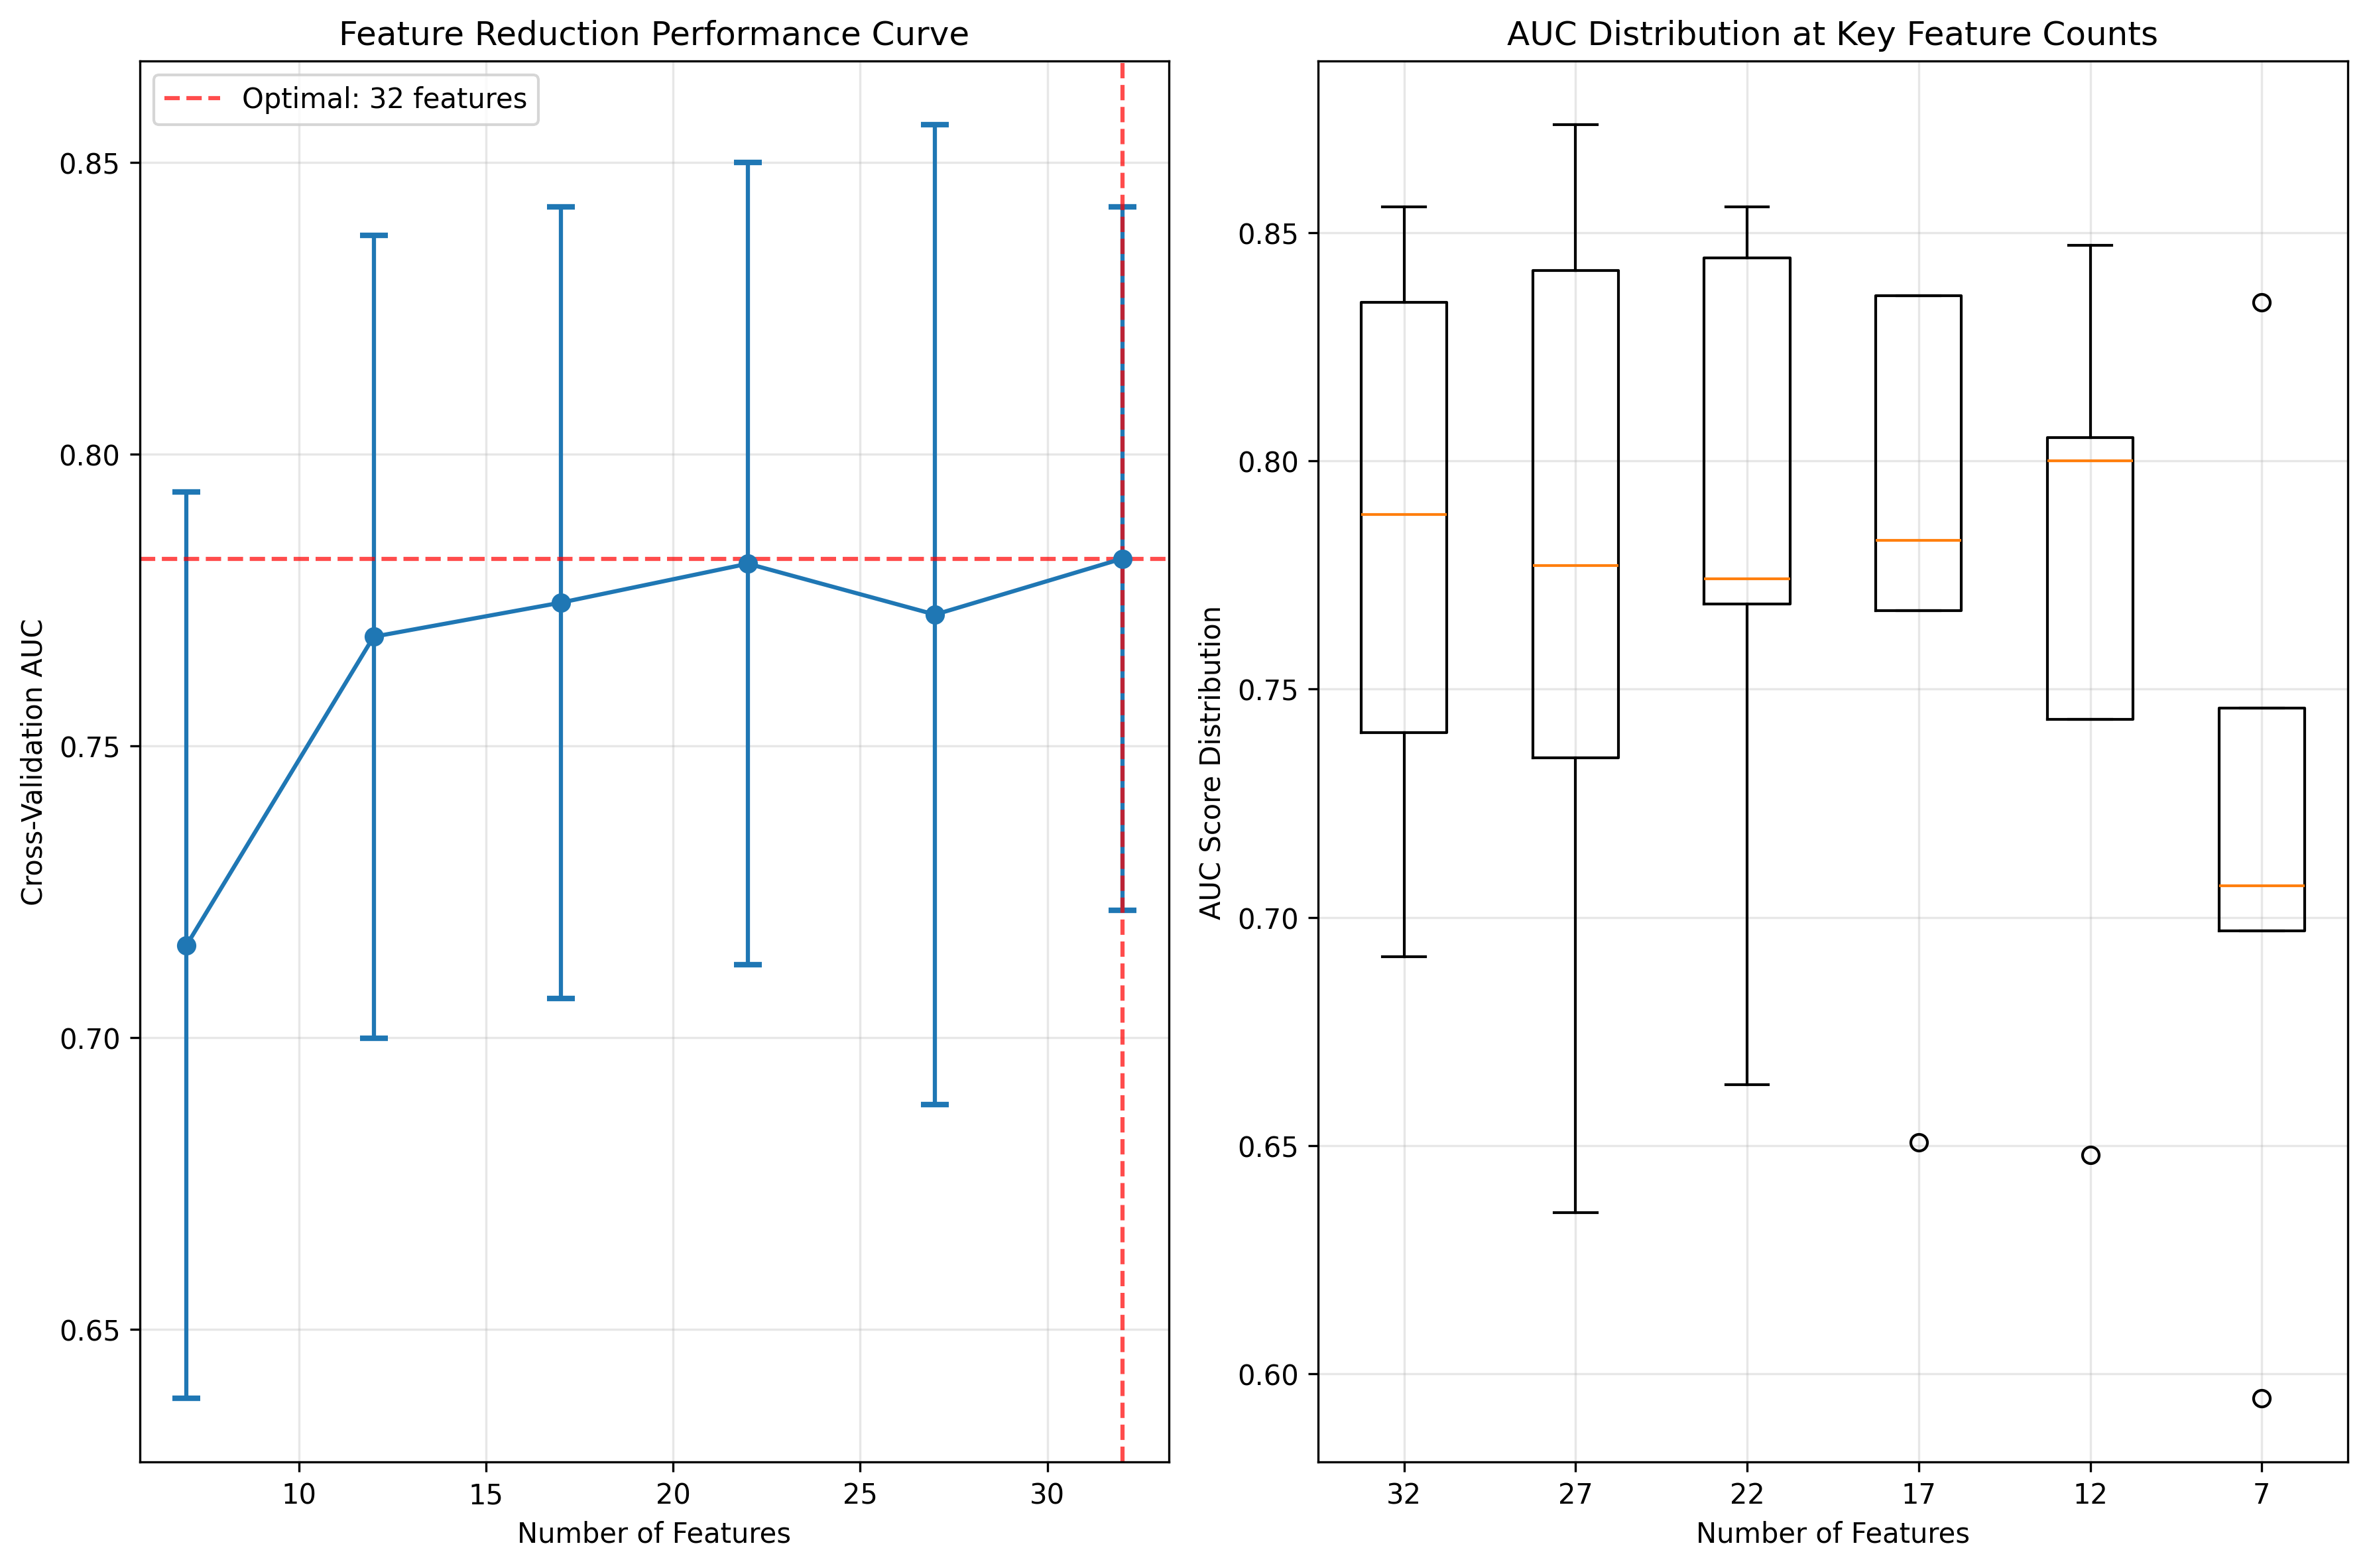 Feature Reduction Performance Curve
Optimal: 32 features
0.85
0.80
0.75
0.70
0.65
Cross-Validation AUC
10 15 20 25 30
Number of Features
AUC Distribution at Key Feature Counts
0.85
0.80
0.75
0.70
0.65
0.60
AUC Score Distribution
32 27 22 17 12 7
Number of Features